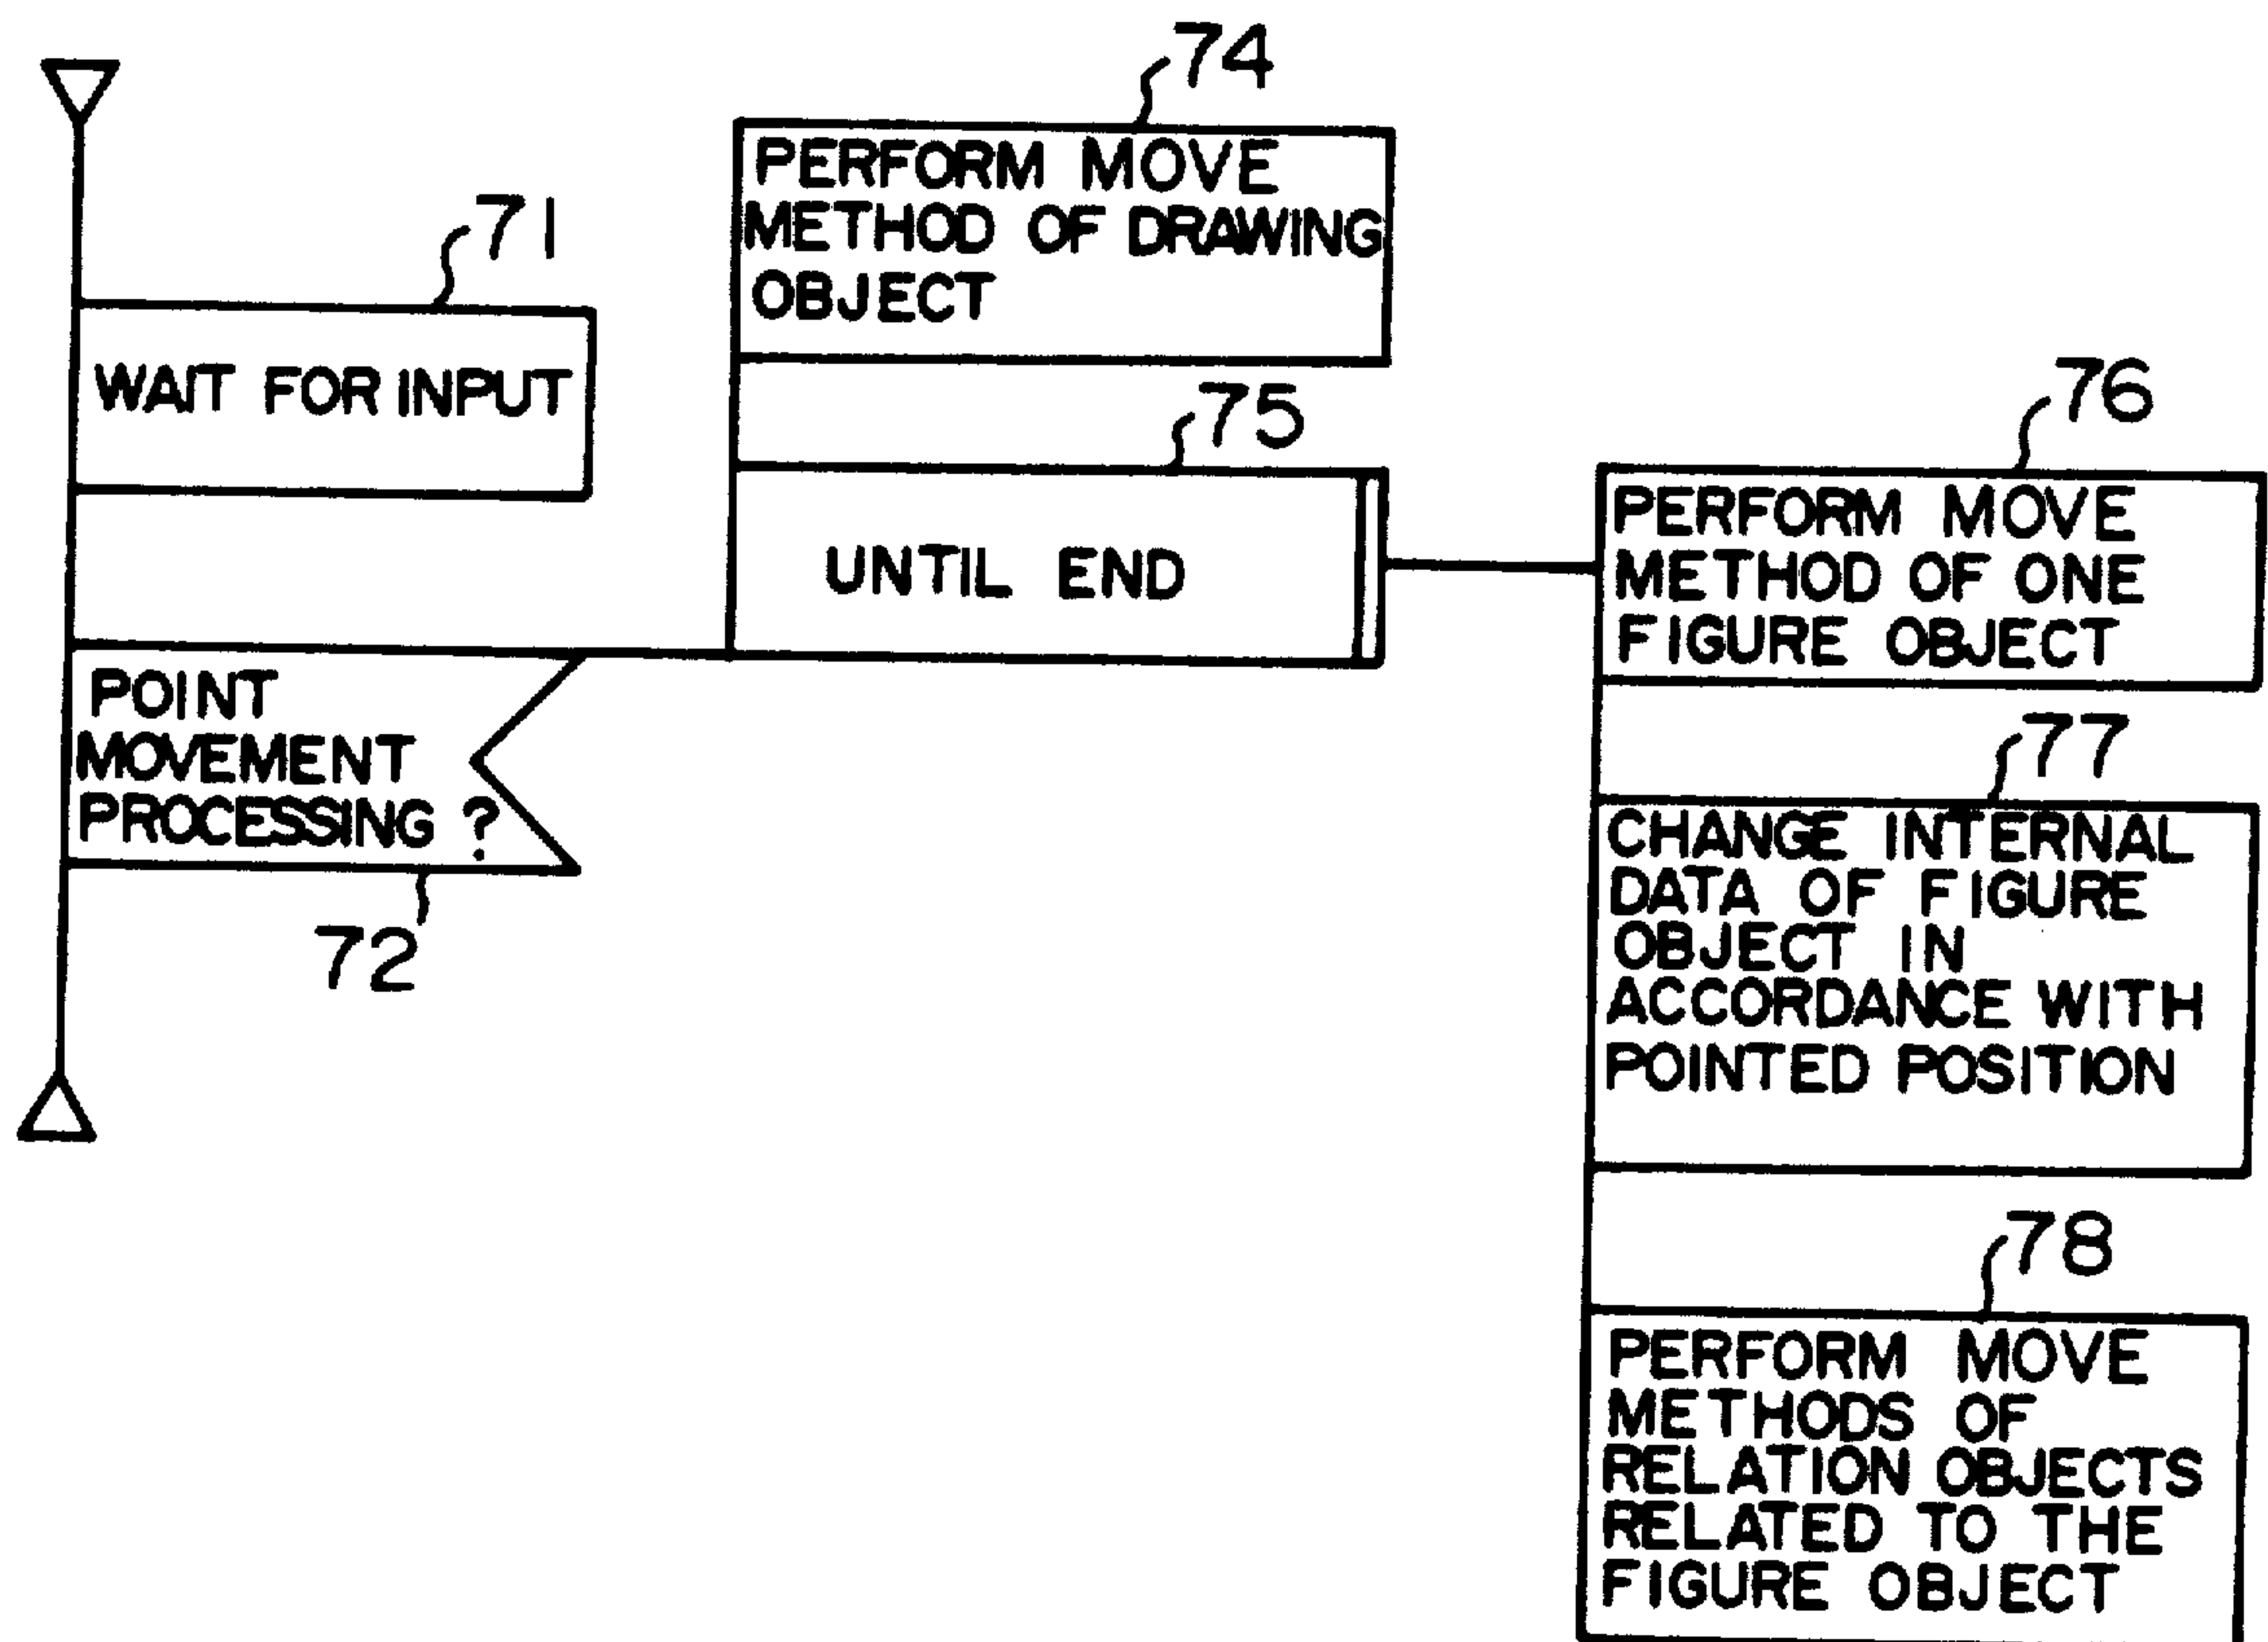 71
WAIT FOR INPUT
POINT
MOVEMENT
PROCESSING ?
72
74
PERFORM MOVE
METHOD OF DRAWING
OBJECT
75
UNTIL END
76
PERFORM MOVE
METHOD OF ONE
FIGURE OBJECT
77
CHANGE INTERNAL
DATA OF FIGURE
OBJECT IN
ACCORDANCE WITH
POINTED POSITION
78
PERFORM MOVE
METHODS OF
RELATION OBJECTS
RELATED TO THE
FIGURE OBJECT